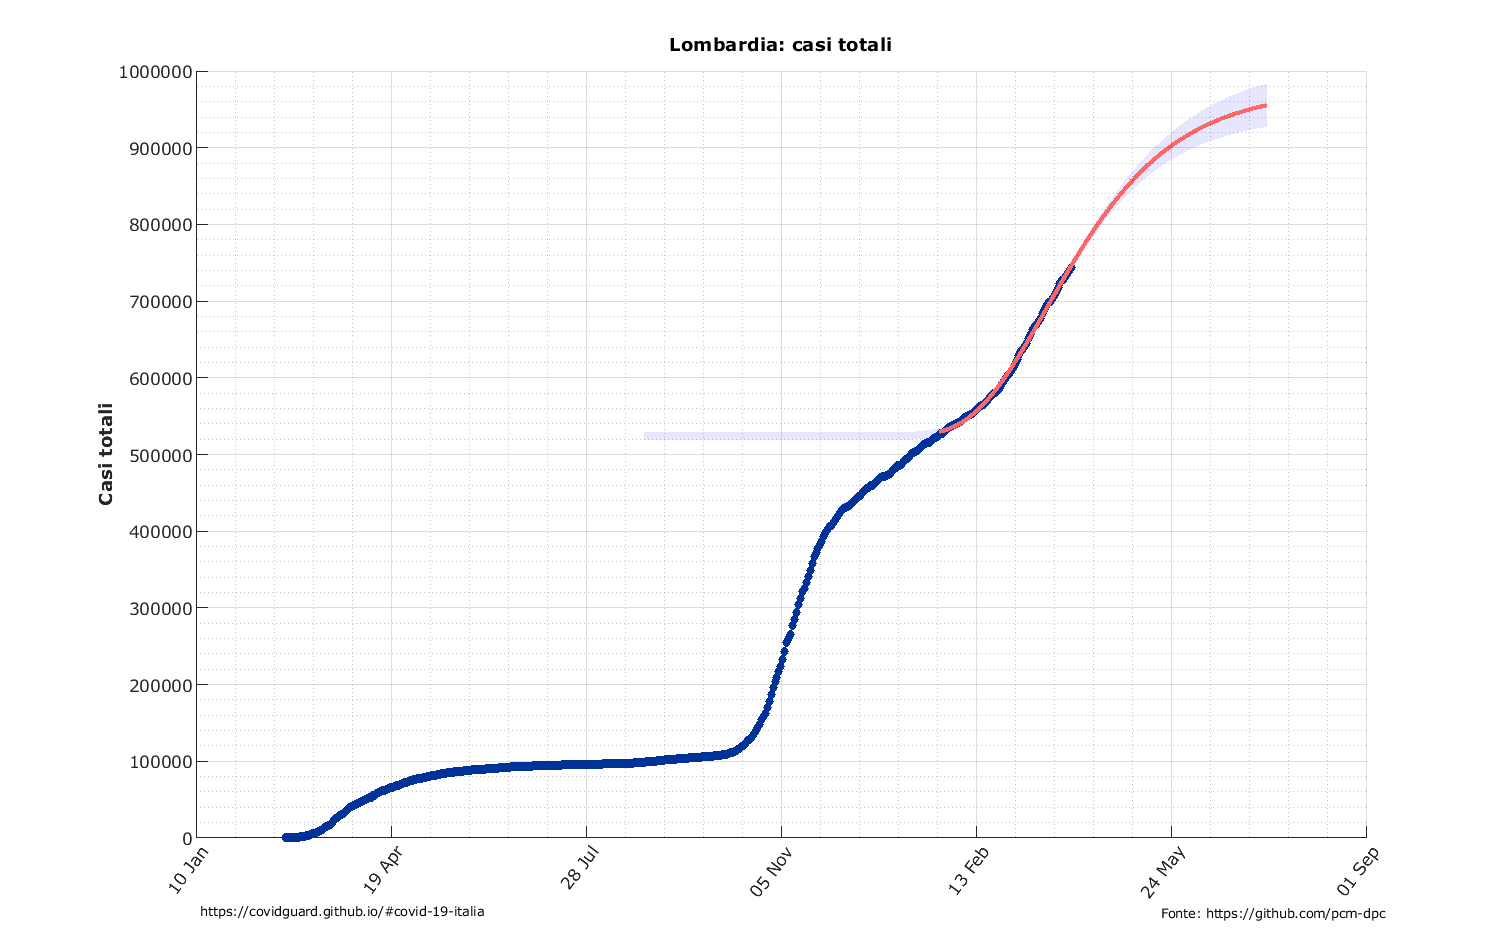 Lombardia: casi totali
1000000
900000
800000
700000
600000
500000
400000
300000
200000
100000
0
Casi totali
10 Jan
19 Apr
28 Jul
05 Nov
13 Feb
24 May
01 Sep
https://covidguard.github.io/#covid-19-italia
Fonte: https://github.com/pcm-dpc